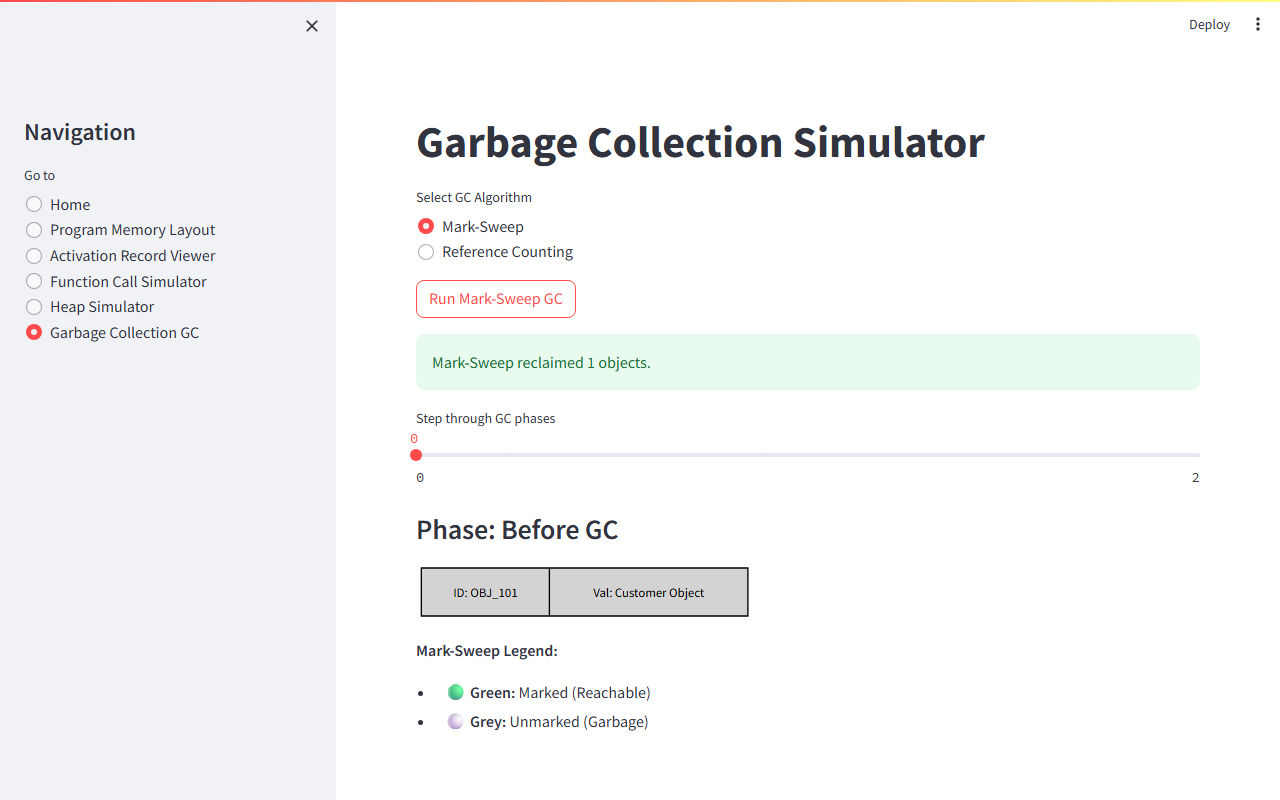 Deploy
Navigation
Go to
Home
Program Memory Layout
Activation Record Viewer
Function Call Simulator
Heap Simulator
Garbage Collection GC
Garbage Collection Simulator
Select GC Algorithm
Mark-Sweep
Reference Counting
Run Mark-Sweep GC
Mark-Sweep reclaimed 1 objects.
Step through GC phases
0
0 2
Phase: Before GC
ID: OBJ_101 Val: Customer Object
Mark-Sweep Legend:
Green: Marked (Reachable)
Grey: Unmarked (Garbage)